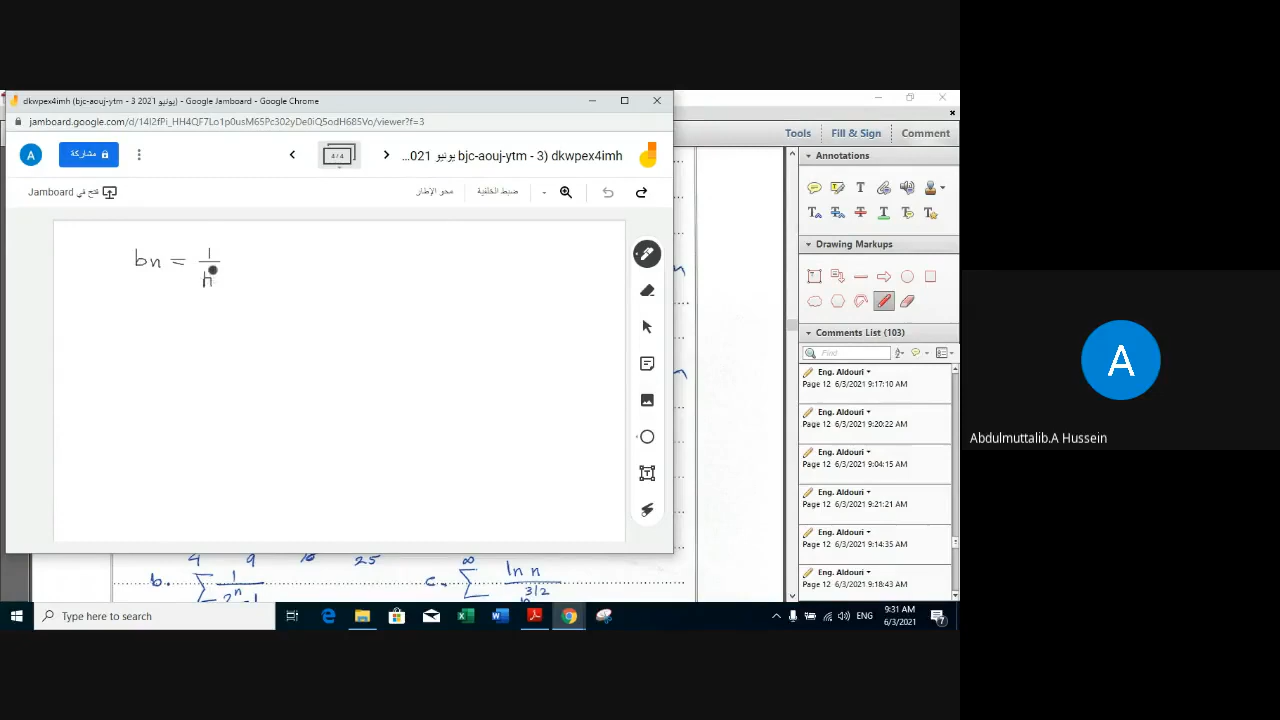 dkwpex4imh (bjc-aouj-ytm - 3 يونيو 2021) - Google Jamboard - Google Chrome
jamboard.google.com/d/14l2fPi_HH4QF7Lo1p0usM65Pc302yDe0iQ5odH685Vo/viewer?f=3
A
مشاركة
4 / 4
...يونيو 021 bjc-aouj-ytm - 3) dkwpex4imh
فتح في Jamboard
محو الإطار
ضبط الخلفية
bn = 1/n
4 9 16 25
b. Σ 1/2^n - 1
c. Σ ∞ ln n / n^3/2
Tools
Fill & Sign
Comment
Annotations
Drawing Markups
Comments List (103)
Find
Eng. Aldouri
Page 12 6/3/2021 9:17:10 AM
Eng. Aldouri
Page 12 6/3/2021 9:20:22 AM
Eng. Aldouri
Page 12 6/3/2021 9:04:15 AM
Eng. Aldouri
Page 12 6/3/2021 9:21:21 AM
Eng. Aldouri
Page 12 6/3/2021 9:14:35 AM
Eng. Aldouri
Page 12 6/3/2021 9:18:43 AM
A
Abdulmuttalib.A Hussein
Type here to search
ENG
9:31 AM
6/3/2021
7